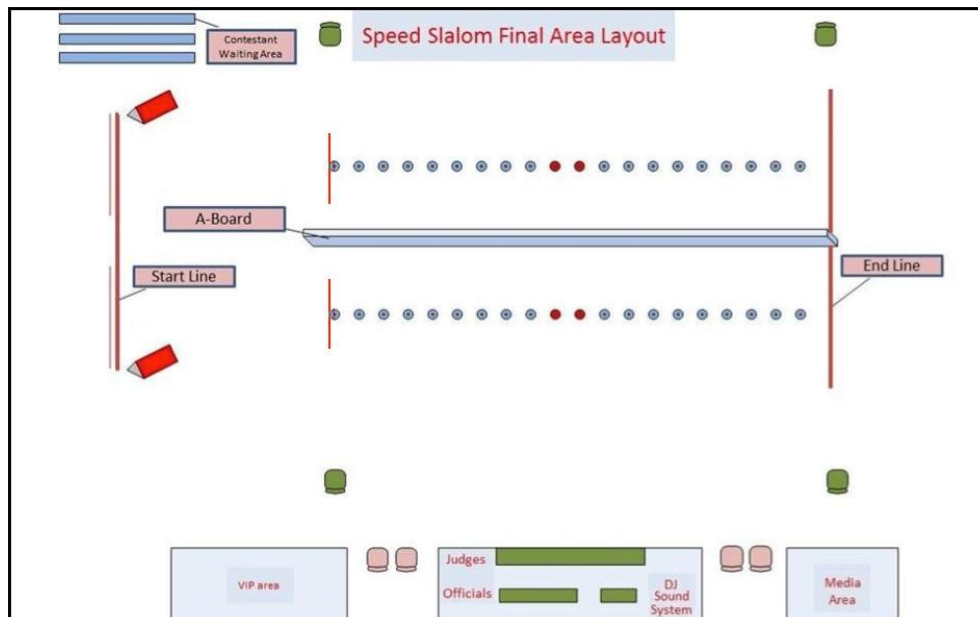 Speed Slalom Final Area Layout
Contestant
Waiting Area
A-Board
Start Line
End Line
Judges
VIP area
Officials
DJ
Sound
System
Media
Area